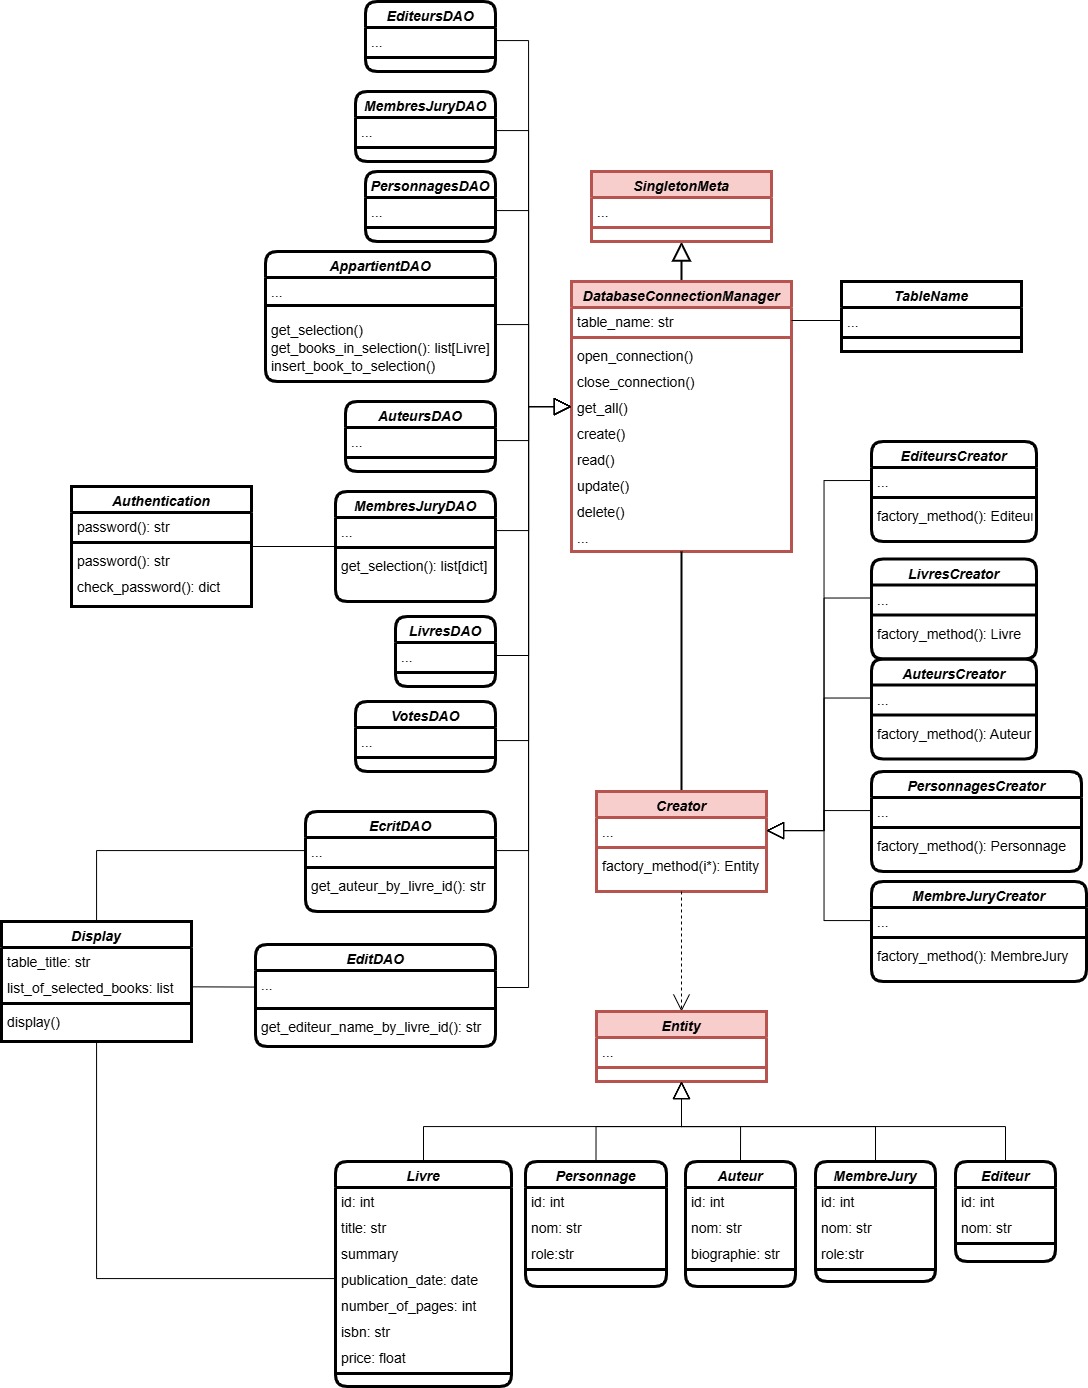 EditeursDAO
...
MembresJuryDAO
...
PersonnagesDAO
...
AppartientDAO
...
get_selection()
get_books_in_selection(): list[Livre]
insert_book_to_selection()
AuteursDAO
...
Authentication
password(): str
password(): str
check_password(): dict
MembresJuryDAO
...
get_selection(): list[dict]
LivresDAO
...
VotesDAO
...
EcritDAO
...
get_auteur_by_livre_id(): str
Display
table_title: str
list_of_selected_books: list
display()
EditDAO
...
get_editeur_name_by_livre_id(): str
SingletonMeta
...
DatabaseConnectionManager
table_name: str
open_connection()
close_connection()
get_all()
create()
read()
update()
delete()
...
TableName
...
EditeursCreator
...
factory_method(): Editeu
LivresCreator
...
factory_method(): Livre
AuteursCreator
...
factory_method(): Auteur
PersonnagesCreator
...
factory_method(): Personnage
MembreJuryCreator
...
factory_method(): MembreJury
Creator
...
factory_method(i*): Entity
Entity
...
Livre
id: int
title: str
summary
publication_date: date
number_of_pages: int
isbn: str
price: float
Personnage
id: int
nom: str
role:str
Auteur
id: int
nom: str
biographie: str
MembreJury
id: int
nom: str
role:str
Editeur
id: int
nom: str